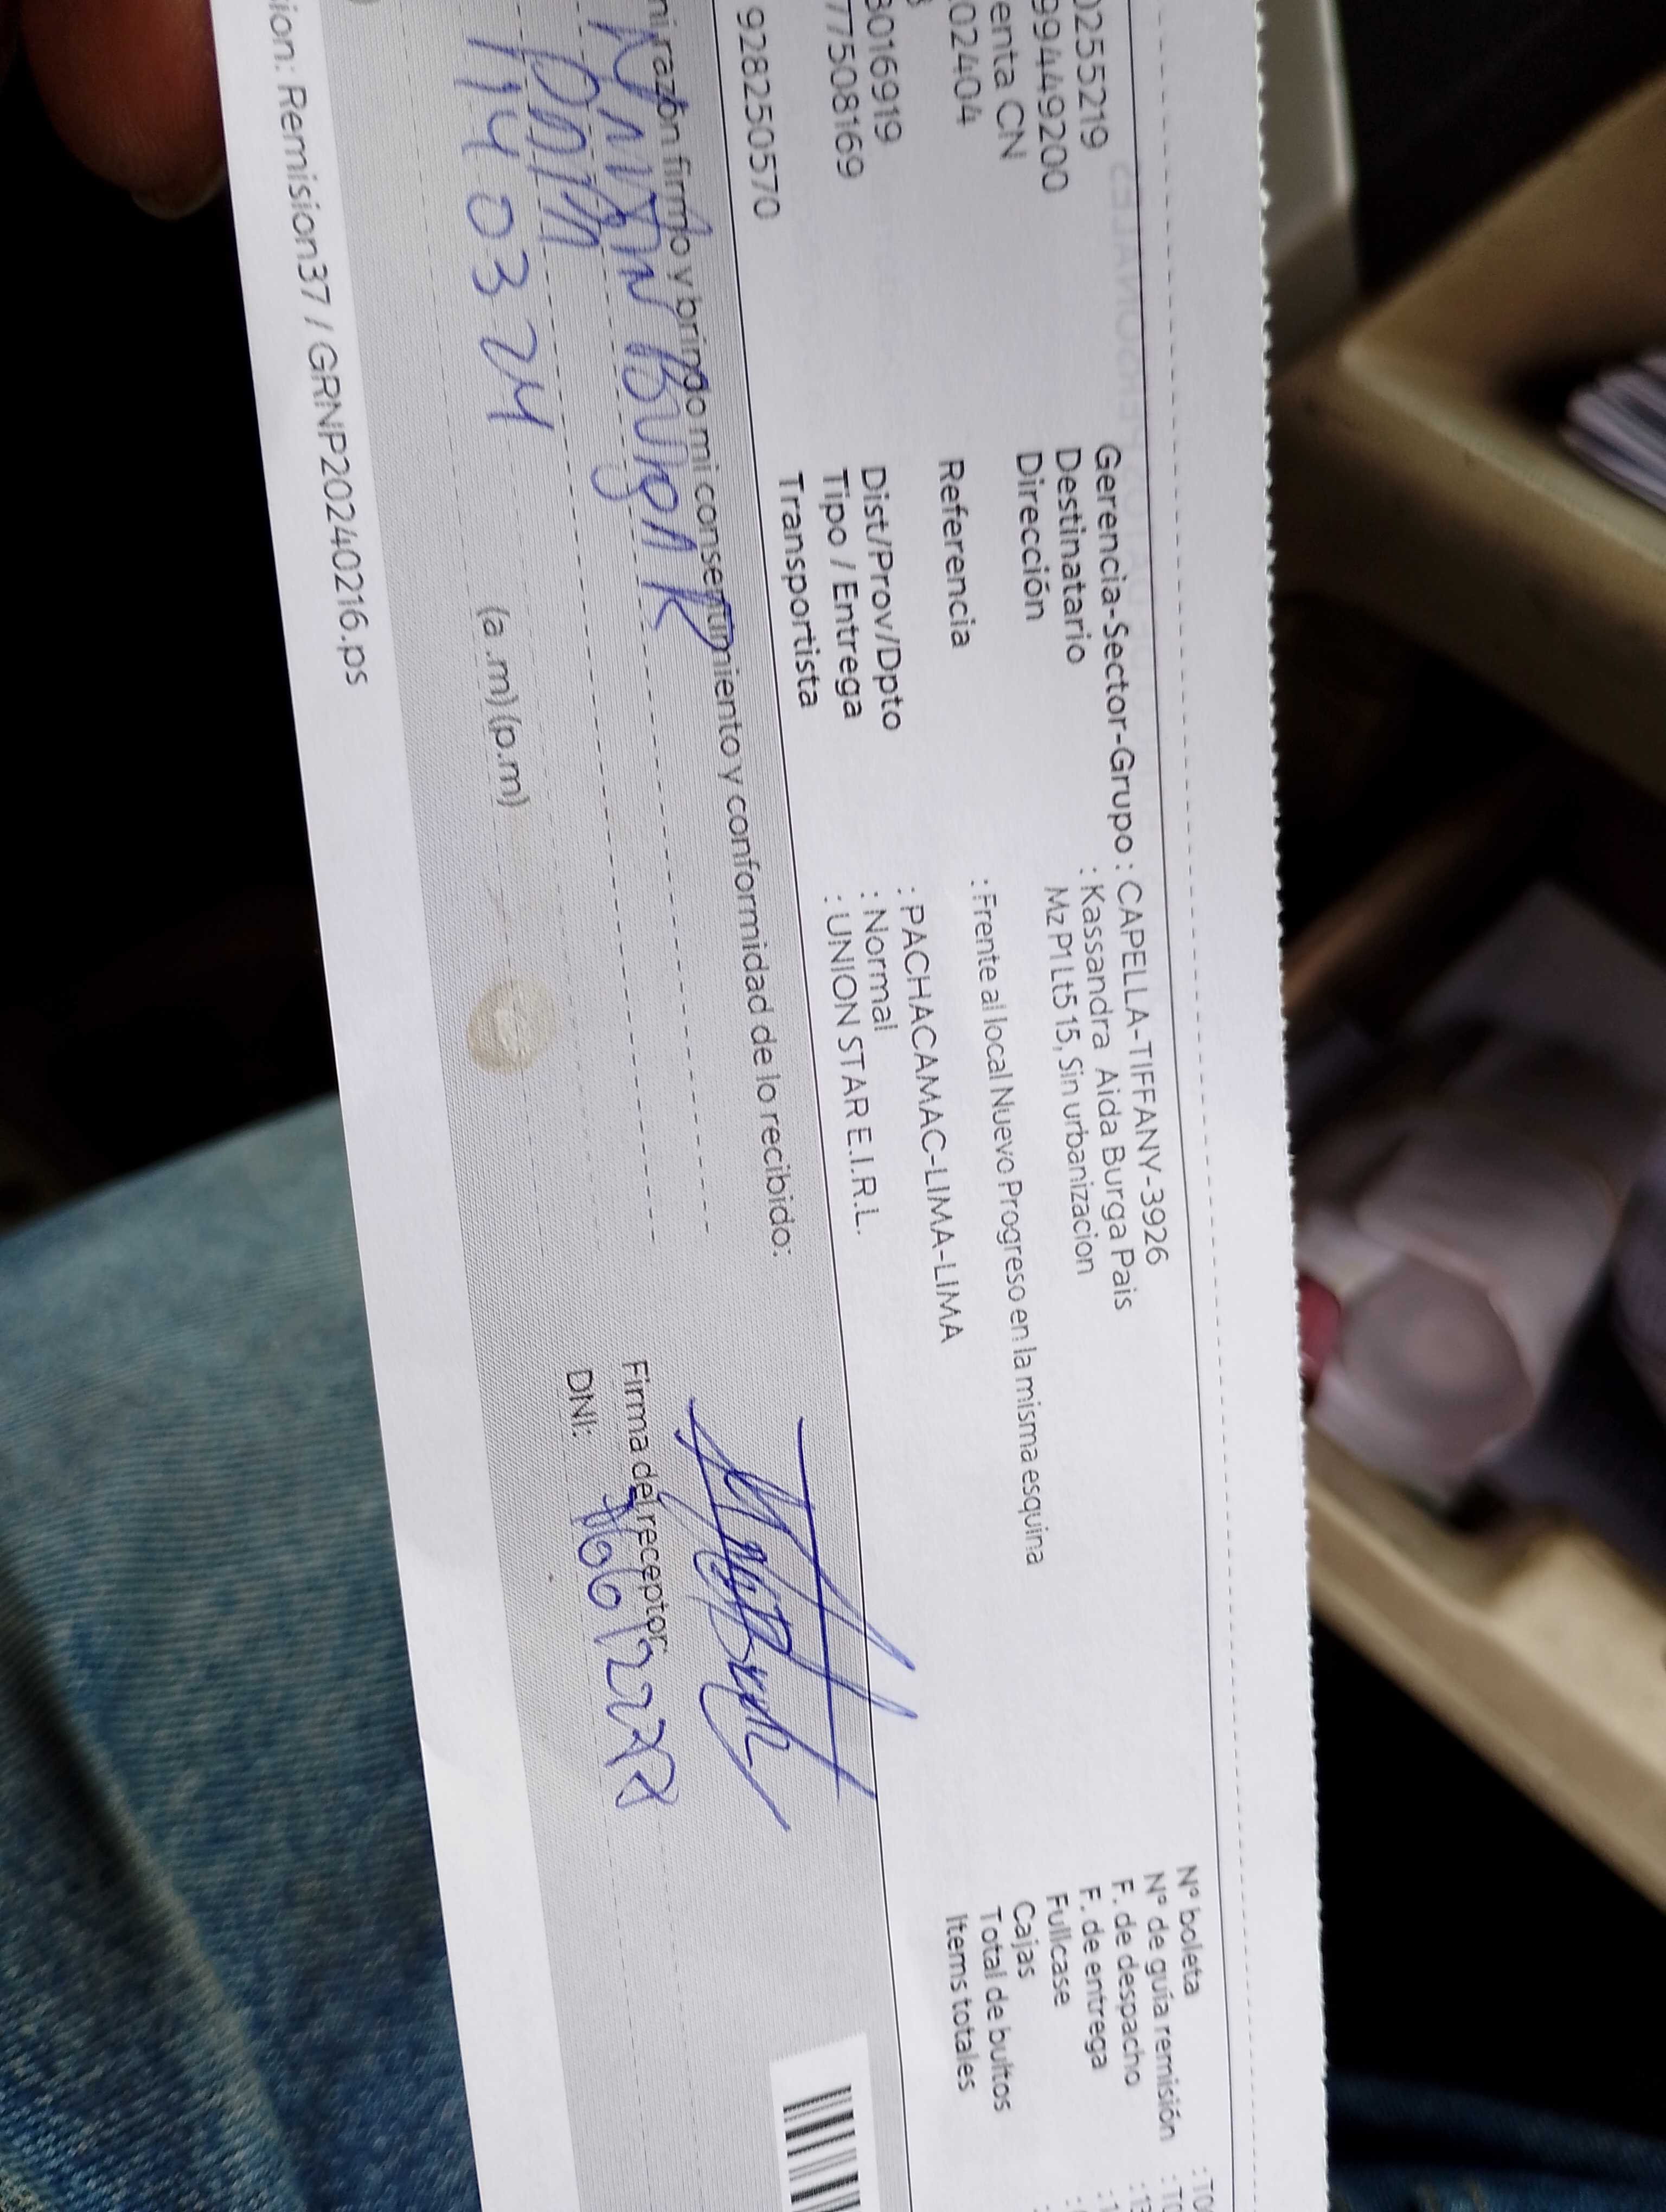 0255219
994449200
enta CN
02404
8016919
77508169
928250570
Gerencia-Sector-Grupo : CAPELLA-TIFFANY-3926
Destinatario : Kassandra Aida Burga Pais
Dirección Mz P1 Lt5 15, Sin urbanizacion
Referencia : Frente al local Nuevo Progreso en la misma esquina
Dist/Prov/Dpto : PACHACAMAC-LIMA-LIMA
Tipo / Entrega : Normal
Transportista : UNION STAR E.I.R.L.
Nº boleta
Nº de guía remisión
F. de despacho
F. de entrega
Fullcase
Cajas
Total de bultos
Items totales
razón firmo y brindo mi consentimiento y conformidad de lo recibido:
PAPA
14 03 24
(a .m) (p.m)
Firma del receptor
DNI:
ion: Remision37 / GRNP20240216.ps